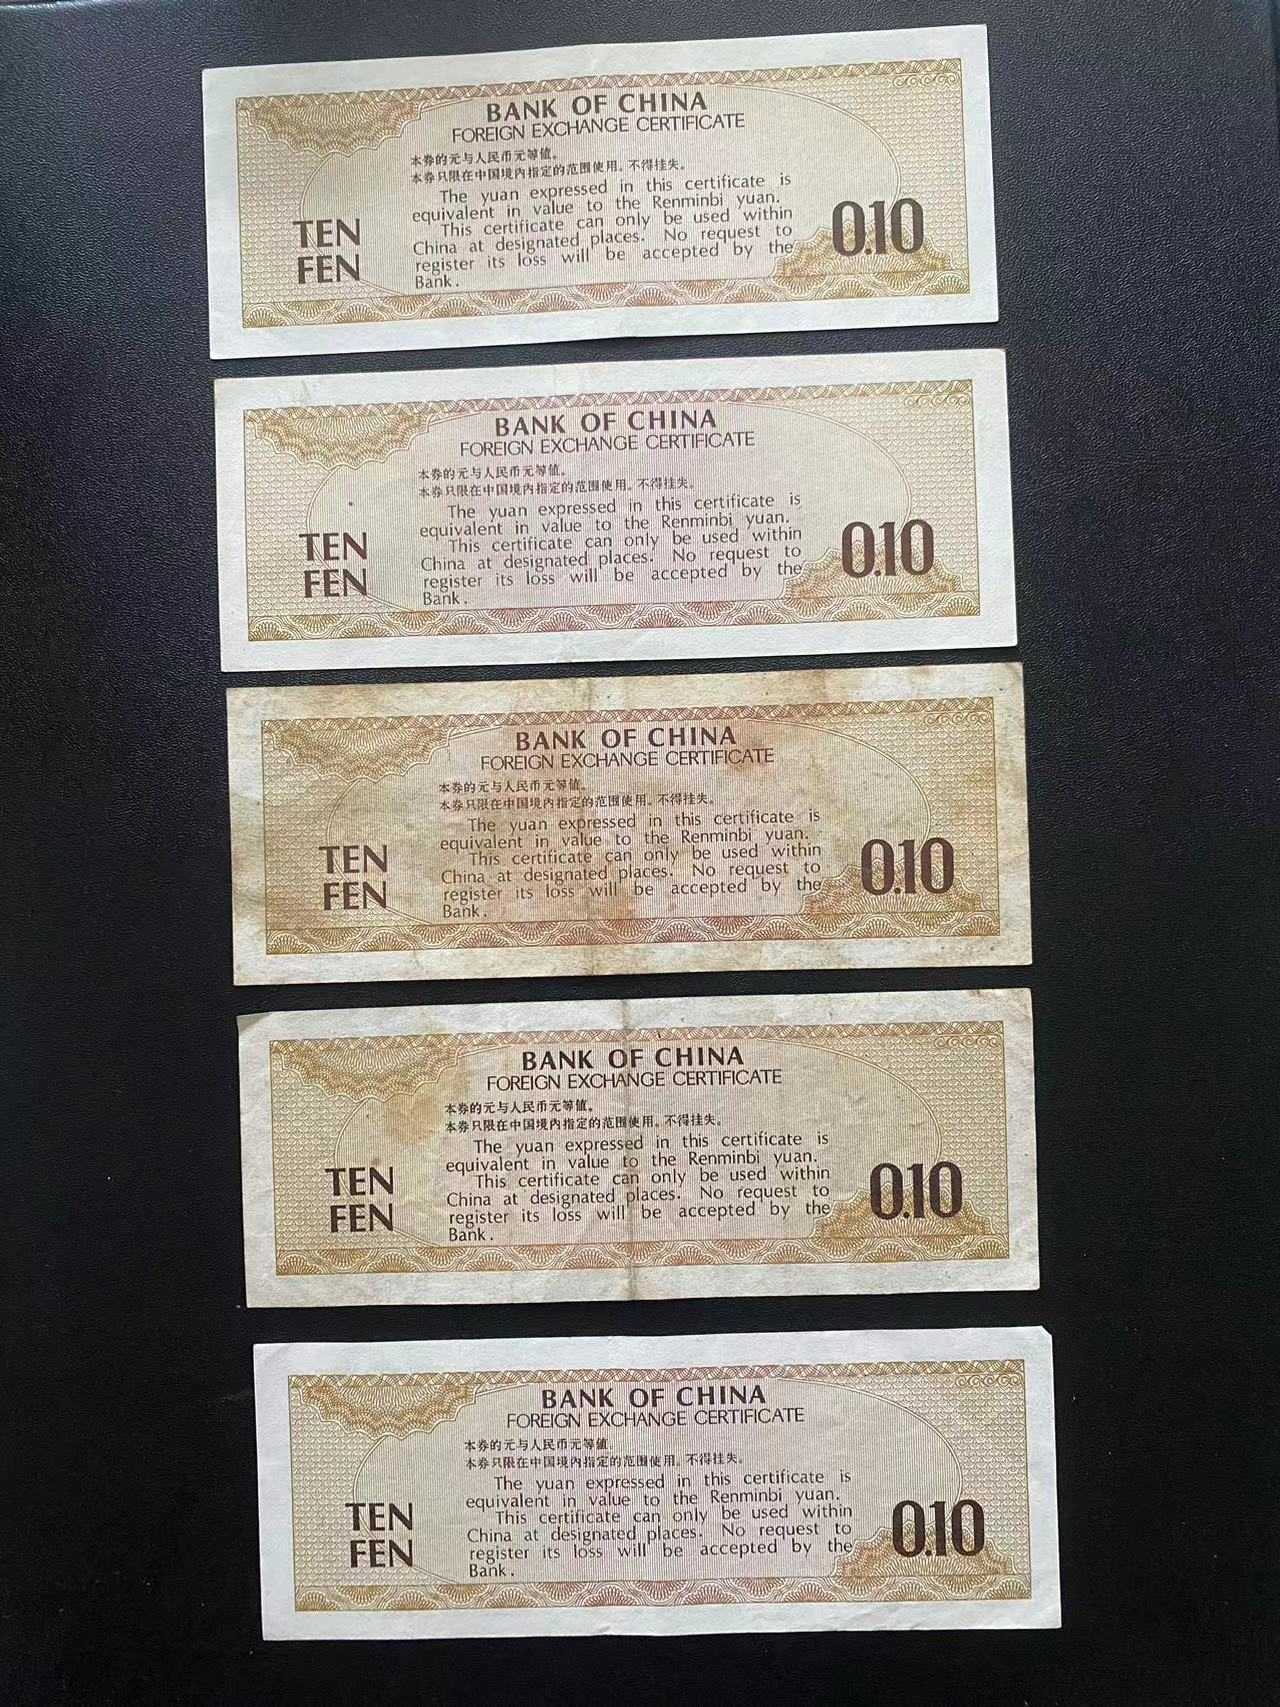 BANK OF CHINA
FOREIGN EXCHANGE CERTIFICATE
本券的元与人民币元等值。
本券只限在中国境内指定的范围使用。不得挂失。
The yuan expressed in this certificate is
equivalent in value to the Renminbi yuan.
This certificate can only be used within
China at designated places. No request to
register its loss will be accepted by the
Bank.
TEN
FEN
0.10
BANK OF CHINA
FOREIGN EXCHANGE CERTIFICATE
本券的元与人民币元等值。
本券只限在中国境内指定的范围使用。不得挂失。
The yuan expressed in this certificate is
equivalent in value to the Renminbi yuan.
This certificate can only be used within
China at designated places. No request to
register its loss will be accepted by the
Bank.
TEN
FEN
0.10
BANK OF CHINA
FOREIGN EXCHANGE CERTIFICATE
本券的元与人民币元等值。
本券只限在中国境内指定的范围使用。不得挂失。
The yuan expressed in this certificate is
equivalent in value to the Renminbi yuan.
This certificate can only be used within
China at designated places. No request to
register its loss will be accepted by the
Bank.
TEN
FEN
0.10
BANK OF CHINA
FOREIGN EXCHANGE CERTIFICATE
本券的元与人民币元等值。
本券只限在中国境内指定的范围使用。不得挂失。
The yuan expressed in this certificate is
equivalent in value to the Renminbi yuan.
This certificate can only be used within
China at designated places. No request to
register its loss will be accepted by the
Bank.
TEN
FEN
0.10
BANK OF CHINA
FOREIGN EXCHANGE CERTIFICATE
本券的元与人民币元等值。
本券只限在中国境内指定的范围使用。不得挂失。
The yuan expressed in this certificate is
equivalent in value to the Renminbi yuan.
This certificate can only be used within
China at designated places. No request to
register its loss will be accepted by the
Bank.
TEN
FEN
0.10